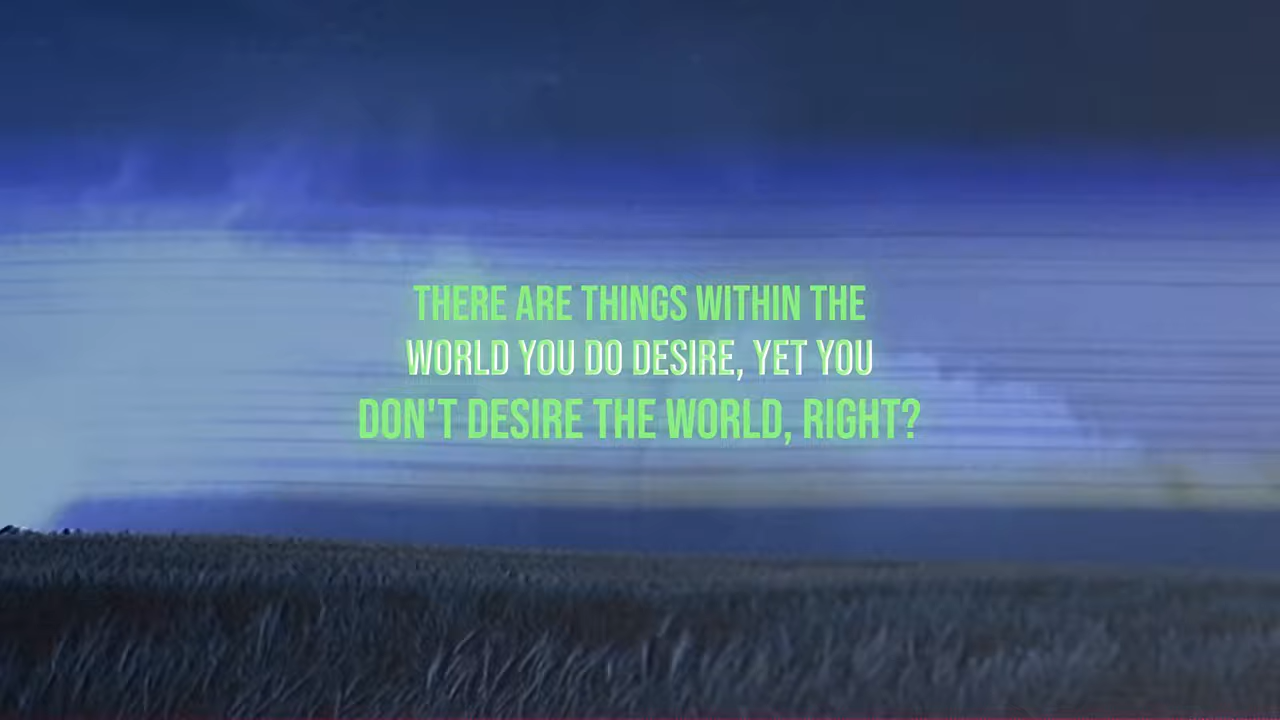 THERE ARE THINGS WITHIN THE
WORLD YOU DO DESIRE, YET YOU
DON'T DESIRE THE WORLD, RIGHT?